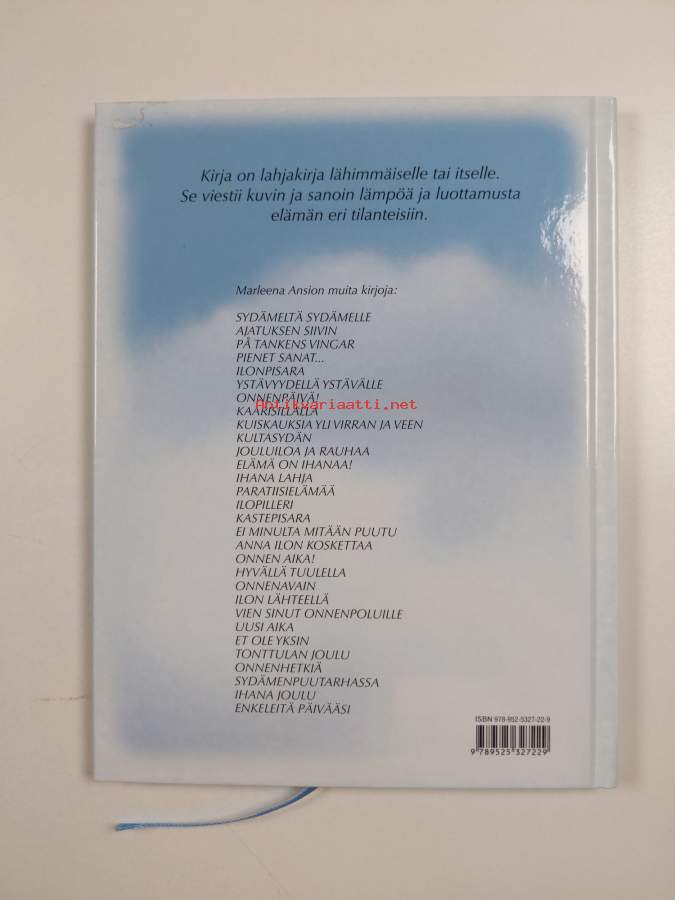 Kirja on lahjakirja lähimmäiselle tai itselle.
Se viestii kuvin ja sanoin lämpöä ja luottamusta
elämän eri tilanteisiin.
Marleena Ansion muita kirjoja:
SYDÄMELTÄ SYDÄMELLE
AJATUKSEN SIIVIN
PÅ TANKENS VINGAR
PIENET SANAT...
ILONPISARA
YSTÄVYYDELLÄ YSTÄVÄLLE
ONNENPÄIVÄ!
Antikvariaatti.net
KAARISILLALLA
KUISKAUKSIA YLI VIRRAN JA VEEN
KULTASYDÄN
JOULUILOA JA RAUHAA
ELÄMÄ ON IHANAA!
IHANA LAHJA
PARATIISIELÄMÄÄ
ILOPILLERI
KASTEPISARA
EI MINULTA MITÄÄN PUUTU
ANNA ILON KOSKETTAA
ONNEN AIKA!
HYVÄLLÄ TUULELLA
ONNENAVAIN
ILON LÄHTEELLÄ
VIEN SINUT ONNENPOLUILLE
UUSI AIKA
ET OLE YKSIN
TONTTULAN JOULU
ONNENHETKIÄ
SYDÄMENPUUTARHASSA
IHANA JOULU
ENKELEITÄ PÄIVÄÄSI
ISBN 978-952-5327-22-9
9 789525 327229